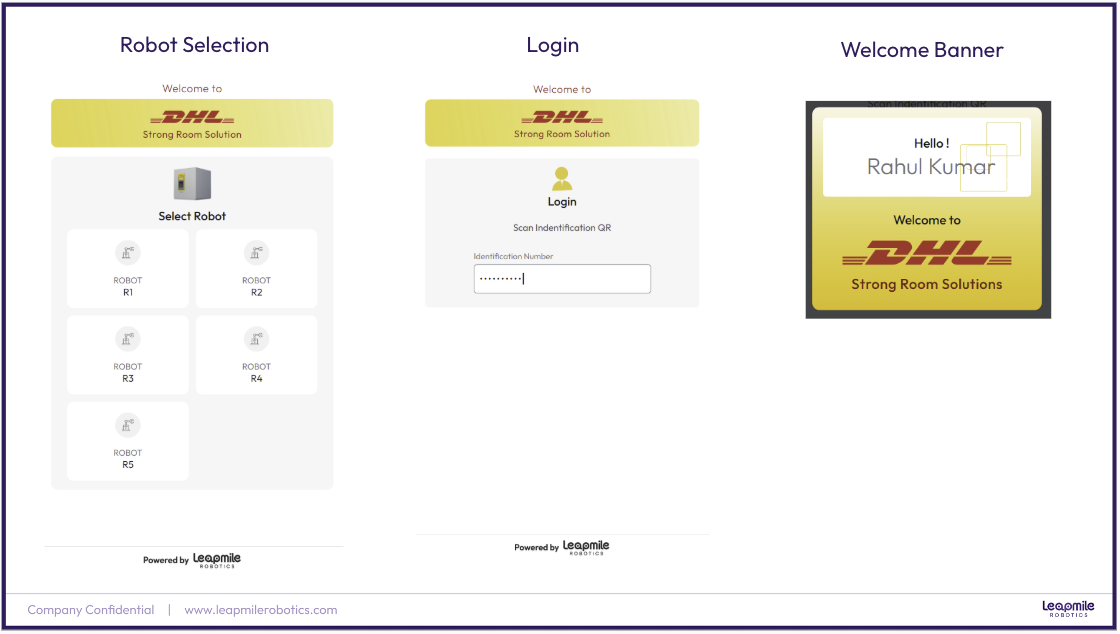 Robot Selection
Welcome to
DHL
Strong Room Solution
Select Robot
ROBOT
R1
ROBOT
R2
ROBOT
R3
ROBOT
R4
ROBOT
R5
Powered by Leapmile
ROBOTICS
Login
Welcome to
DHL
Strong Room Solution
Login
Scan Indentification QR
Identification Number
Powered by Leapmile
ROBOTICS
Welcome Banner
Scan Indentification QR
Hello !
Rahul Kumar
Welcome to
DHL
Strong Room Solutions
Company Confidential | www.leapmilerobotics.com
Leapmile
ROBOTICS